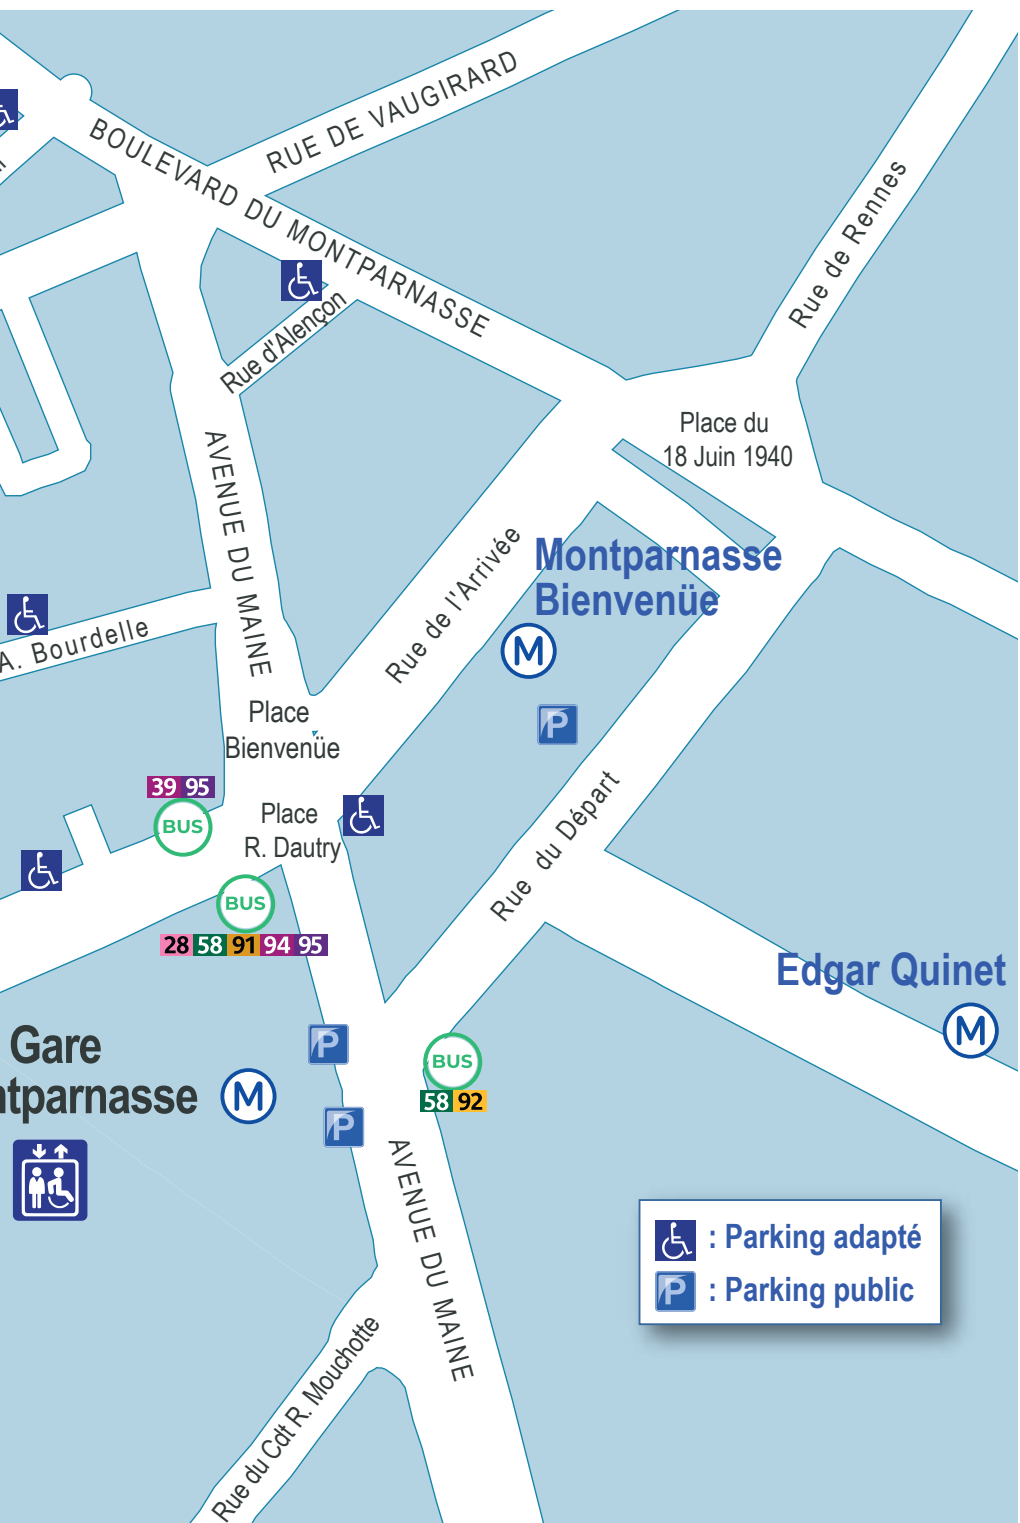 RUE DE VAUGIRARD
BOULEVARD DU MONTPARNASSE
Rue de Rennes
Rue d'Alençon
Place du
18 Juin 1940
AVENUE DU MAINE
Rue de l'Arrivée
Montparnasse
Bienvenüe
M
A. Bourdelle
Place
Bienvenüe
P
39 95
BUS
Place
R. Dautry
Rue du Départ
BUS
28 58 91 94 95
Edgar Quinet
M
Gare
ntparnasse
M
P
BUS
58 92
P
AVENUE DU MAINE
: Parking adapté
P : Parking public
Rue du Cdt R. Mouchotte